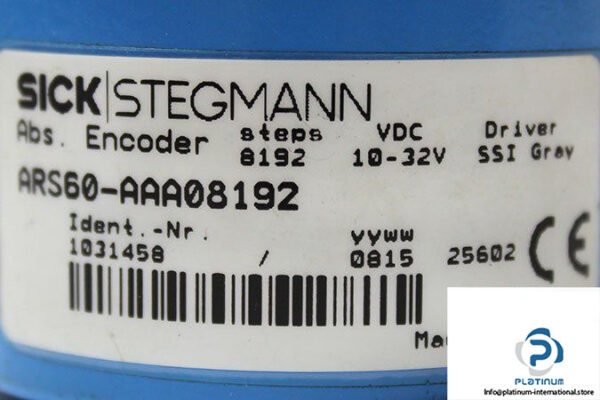 SICK|STEGMANN
Abs. Encoder steps VDC Driver
8192 10-32V SSI Gray
ARS60-AAA08192
Ident.-Nr. yyww
1031458 / 0815 25602 CE
PLATINUM
info@platinum-international.store